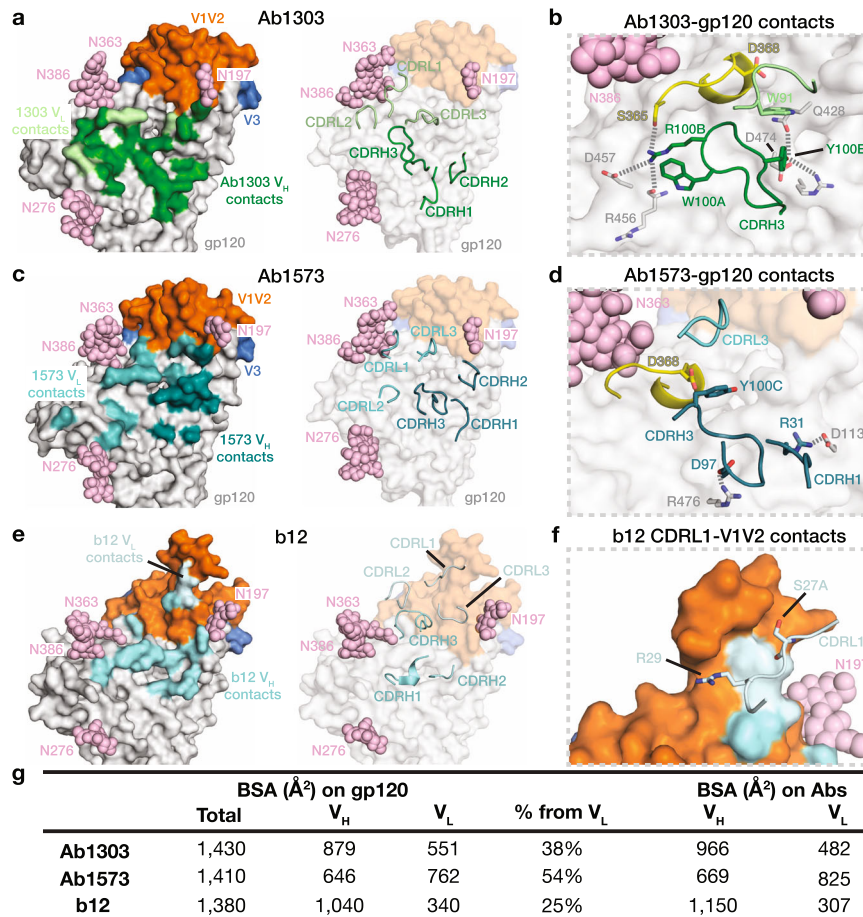 a
Ab1303
V1V2
N363
N386
N197
V3
1303 VL
contacts
Ab1303
VH
contacts
N276
gp120
N363
CDRL1
N386
N197
CDRL2
CDRL3
CDRH3
CDRH2
CDRH1
N276
b
Ab1303-gp120 contacts
N386
D368
W91
S365
Q428
R100B
D474
D457
Y100E
W100A
R456
CDRH3
c
Ab1573
V1V2
N363
N386
N197
V3
1573 VL
contacts
1573 VH
contacts
N276
gp120
N363
CDRL3
N386
N197
CDRL1
CDRH2
CDRL2
CDRH3
CDRH1
N276
d
Ab1573-gp120 contacts
N363
CDRL3
D368
Y100C
CDRH3
R31
D113
D97
CDRH1
R476
e
b12
b12 VL
contacts
N363
N197
N386
b12 VH
contacts
N276
CDRL1
CDRL2
CDRL3
N363
N197
CDRH3
N386
CDRH1
CDRH2
N276
f
b12 CDRL1-V1V2 contacts
S27A
CDRL1
R29
N197
g
BSA (Å²) on gp120 BSA (Å²) on Abs
Total VH VL % from VL VH VL
Ab1303 1,430 879 551 38% 966 482
Ab1573 1,410 646 762 54% 669 825
b12 1,380 1,040 340 25% 1,150 307